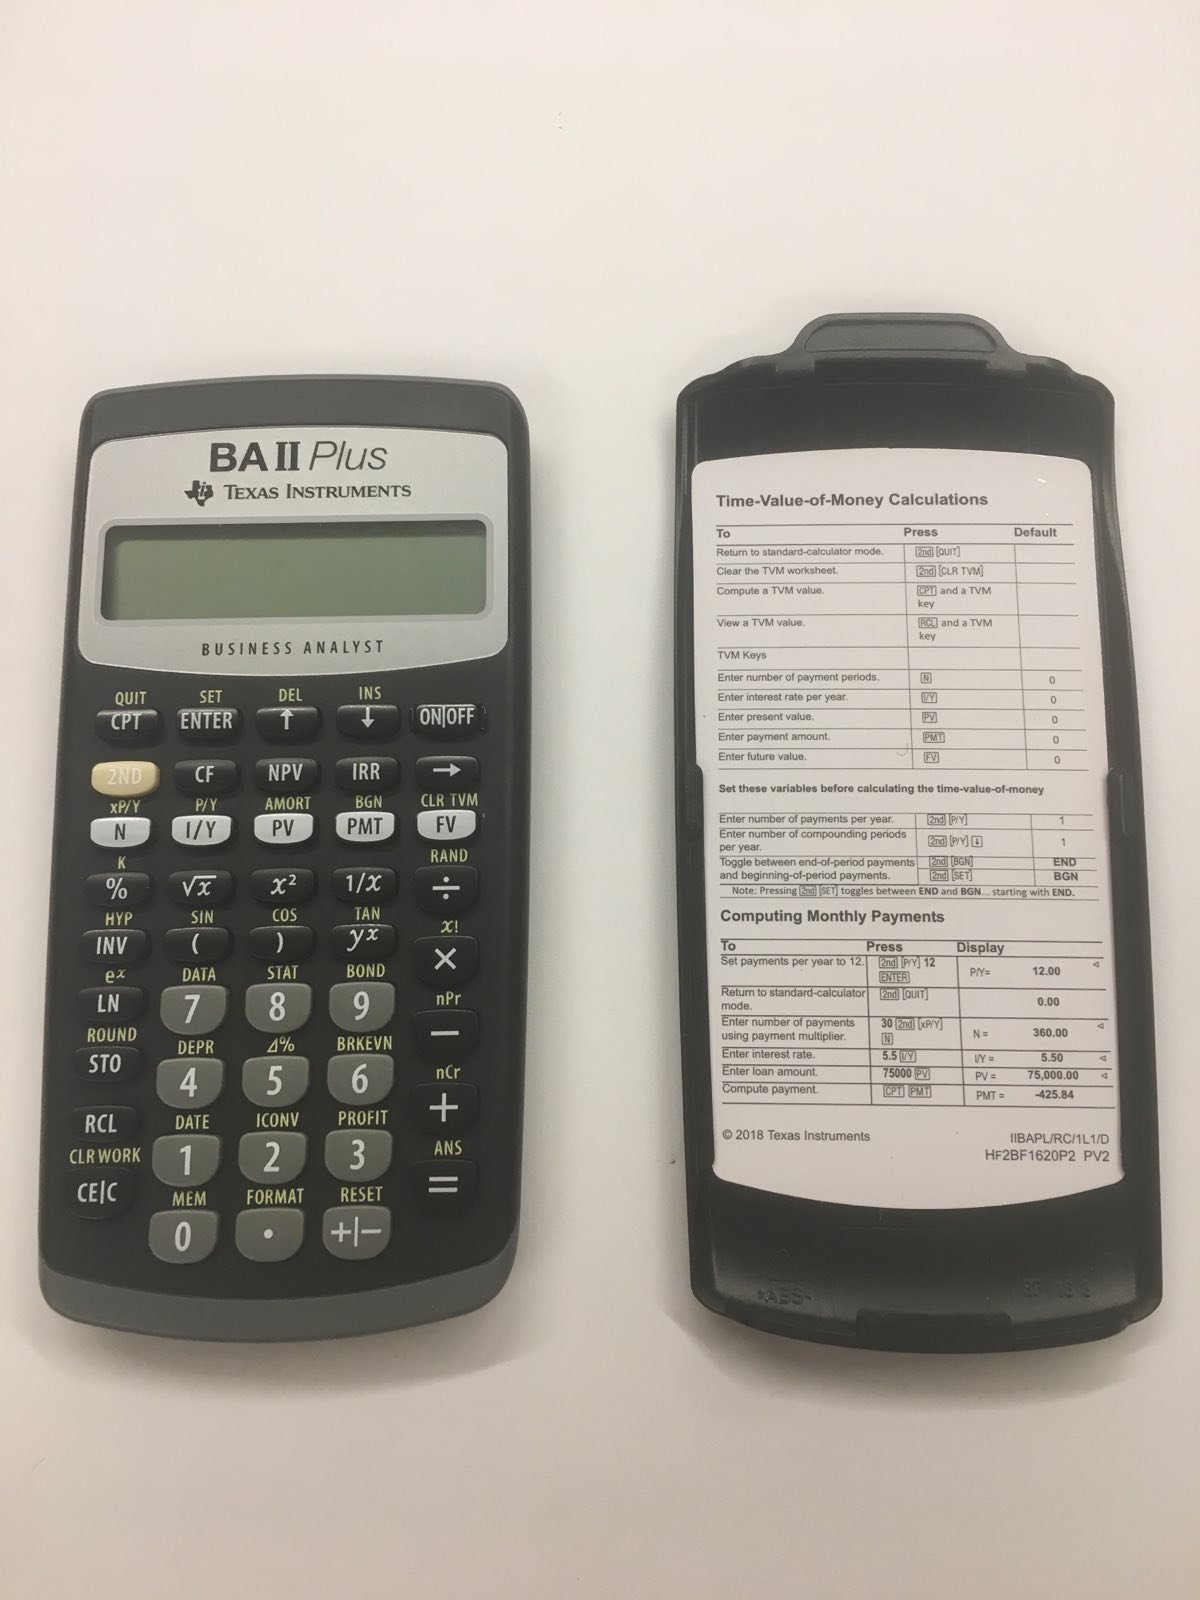 BA II Plus
TEXAS INSTRUMENTS
BUSINESS ANALYST
QUIT SET DEL INS
CPT ENTER ↑ ↓ ON|OFF
2ND CF NPV IRR →
xP/Y P/Y AMORT BGN CLR TVM
N I/Y PV PMT FV
K RAND
% √x x² 1/x ÷
HYP SIN COS TAN x!
INV ( ) yˣ ×
eˣ DATA STAT BOND nPr
LN 7 8 9 −
ROUND DEPR Δ% BRKEVN nCr
STO 4 5 6 +
RCL DATE ICONV PROFIT ANS
1 2 3 =
CLR WORK MEM FORMAT RESET
CE|C 0 . +|−
Time-Value-of-Money Calculations
To Press Default
Return to standard-calculator mode. 2nd [QUIT]
Clear the TVM worksheet. 2nd [CLR TVM]
Compute a TVM value. CPT and a TVM
key
View a TVM value. RCL and a TVM
key
TVM Keys
Enter number of payment periods. N 0
Enter interest rate per year. I/Y 0
Enter present value. PV 0
Enter payment amount. PMT 0
Enter future value. FV 0
Set these variables before calculating the time-value-of-money
Enter number of payments per year. 2nd [P/Y] 1
Enter number of compounding periods
per year. 2nd [P/Y] ↓ 1
Toggle between end-of-period payments 2nd [BGN] END
and beginning-of-period payments. 2nd [SET] BGN
Note: Pressing 2nd [SET] toggles between END and BGN... starting with END.
Computing Monthly Payments
To Press Display
Set payments per year to 12. 2nd [P/Y] 12
ENTER P/Y= 12.00 ◁
Return to standard-calculator
mode. 2nd [QUIT] 0.00
Enter number of payments
using payment multiplier. 30 2nd [xP/Y]
N N = 360.00 ◁
Enter interest rate. 5.5 I/Y I/Y = 5.50 ◁
Enter loan amount. 75000 PV PV = 75,000.00 ◁
Compute payment. CPT PMT PMT = -425.84
© 2018 Texas Instruments IIBAPL/RC/1L1/D
HF2BF1620P2 PV2
>ABS<